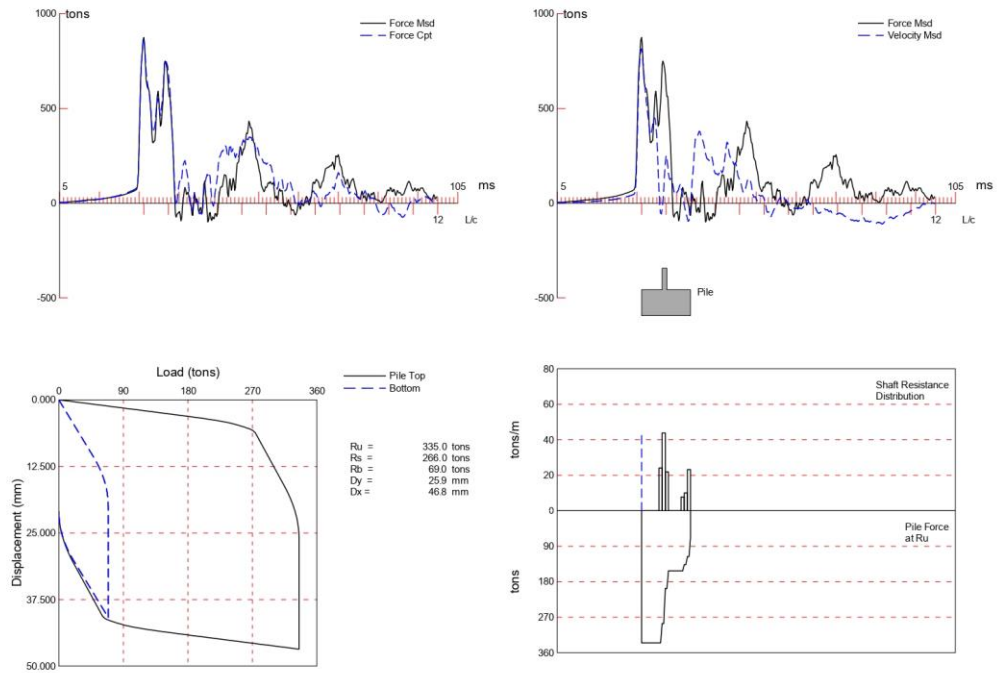 1000 tons
Force Msd
Force Cpt
500
5
105 ms
0
12 L/c
-500
1000 tons
Force Msd
Velocity Msd
500
5
105 ms
0
12 L/c
-500
Pile
Load (tons)
0 90 180 270 360
Pile Top
Bottom
0.000
12.500
25.000
37.500
50.000
Displacement (mm)
Ru = 335.0 tons
Rs = 266.0 tons
Rb = 69.0 tons
Dy = 25.9 mm
Dx = 46.8 mm
80
60
40
20
0
tons/m
Shaft Resistance
Distribution
Pile Force
at Ru
90
180
270
360
tons